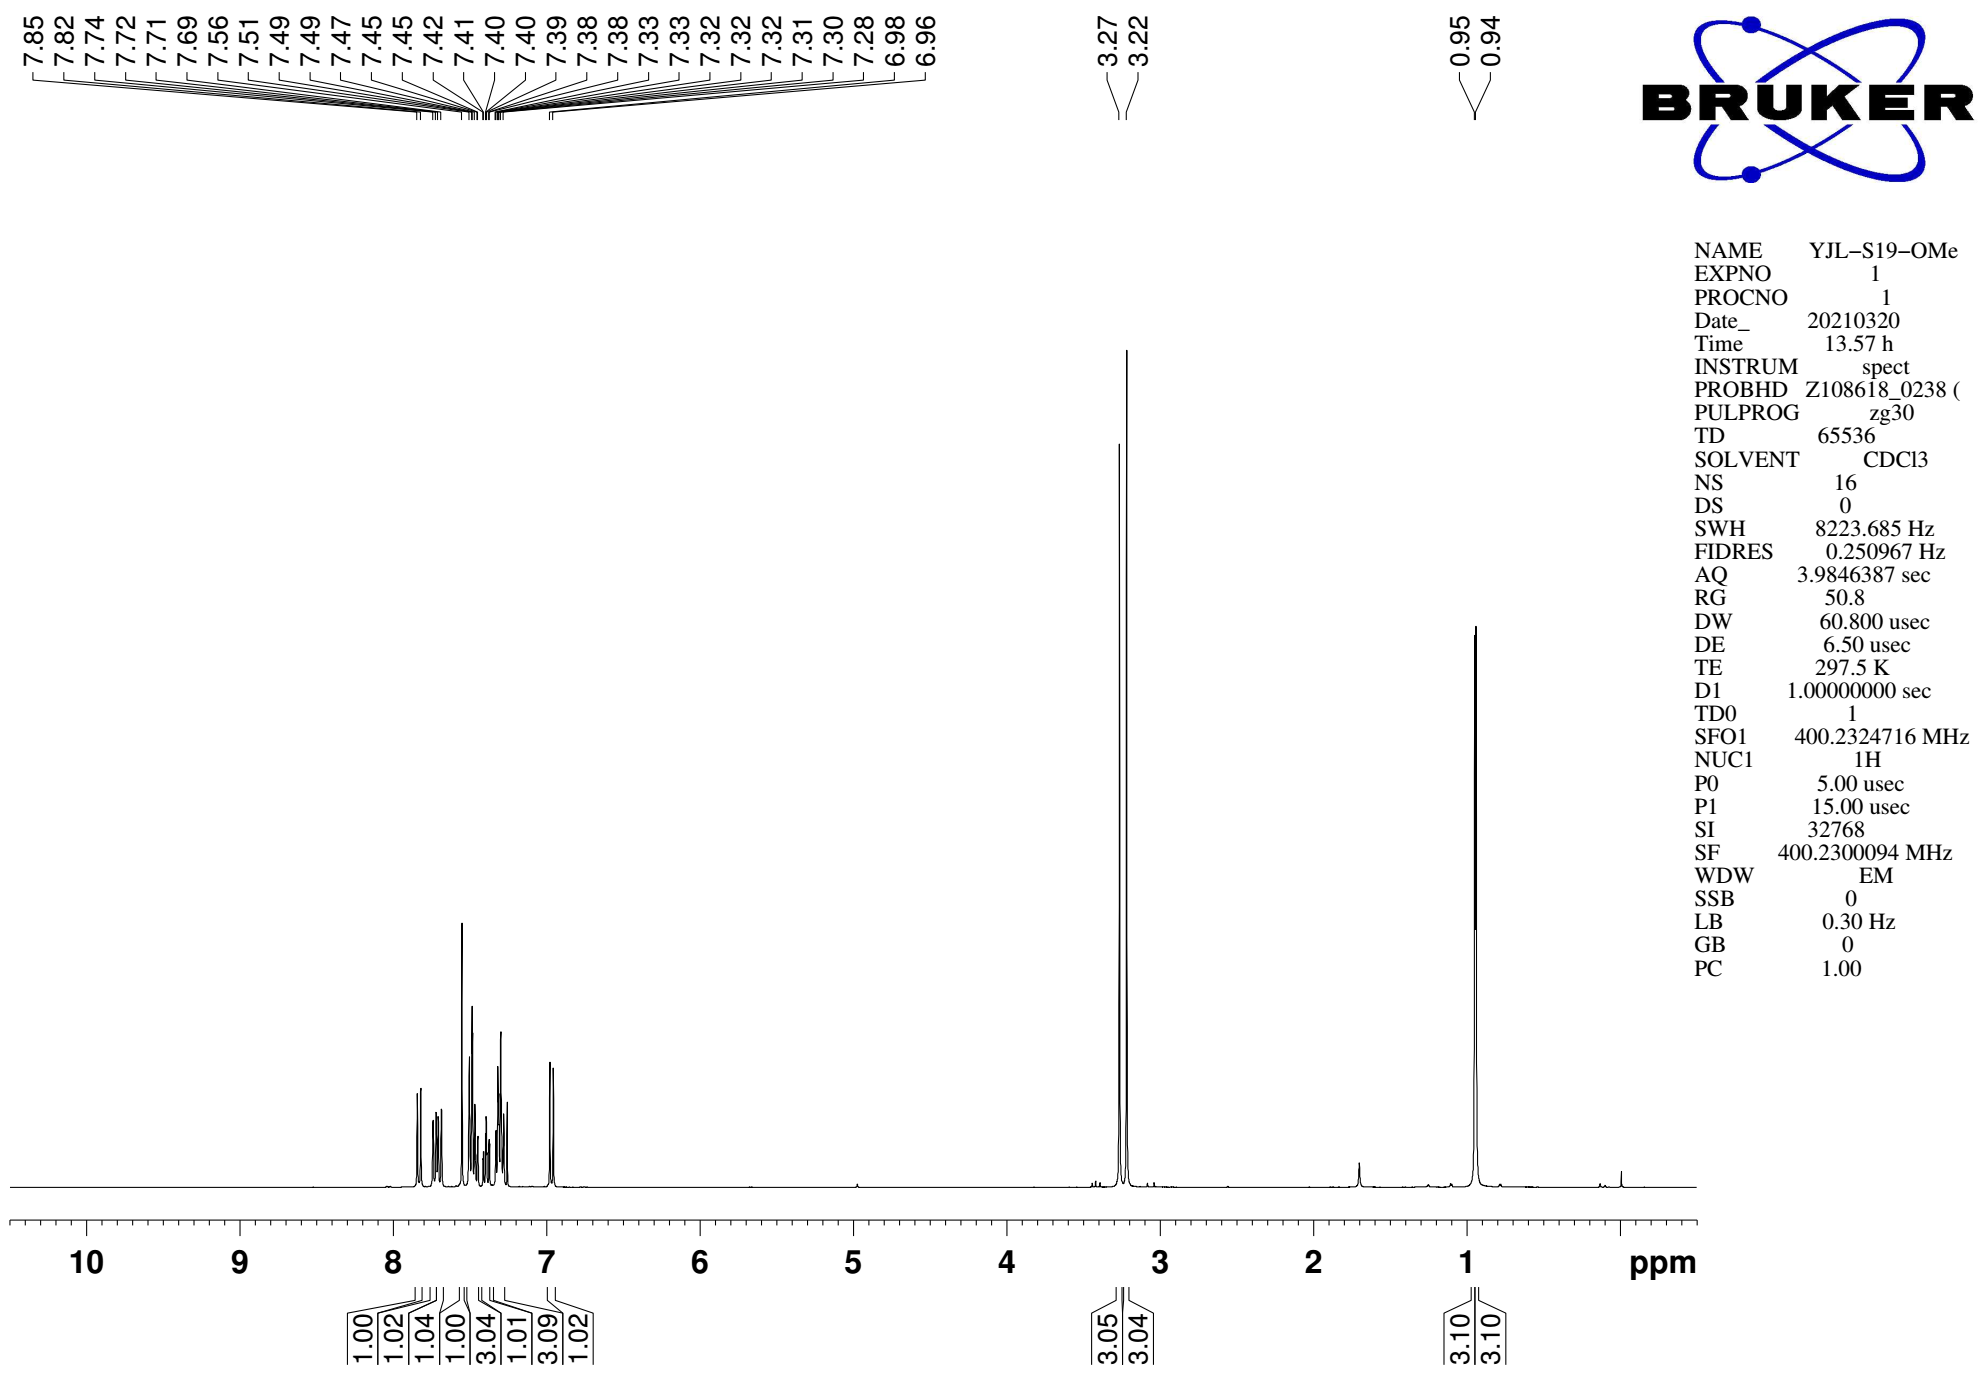 7.85
7.82
7.74
7.72
7.71
7.69
7.56
7.51
7.49
7.49
7.47
7.45
7.45
7.42
7.41
7.40
7.40
7.39
7.38
7.38
7.33
7.33
7.32
7.32
7.32
7.31
7.30
7.28
6.98
6.96
3.27
3.22
0.95
0.94
BRUKER
NAME YJL-S19-OMe
EXPNO 1
PROCNO 1
Date_ 20210320
Time 13.57 h
INSTRUM spect
PROBHD Z108618_0238 (
PULPROG zg30
TD 65536
SOLVENT CDCl3
NS 16
DS 0
SWH 8223.685 Hz
FIDRES 0.250967 Hz
AQ 3.9846387 sec
RG 50.8
DW 60.800 usec
DE 6.50 usec
TE 297.5 K
D1 1.00000000 sec
TD0 1
SFO1 400.2324716 MHz
NUC1 1H
P0 5.00 usec
P1 15.00 usec
SI 32768
SF 400.2300094 MHz
WDW EM
SSB 0
LB 0.30 Hz
GB 0
PC 1.00
10 9 8 7 6 5 4 3 2 1 ppm
1.00
1.02
1.04
1.00
3.04
1.01
3.09
1.02
3.05
3.04
3.10
3.10